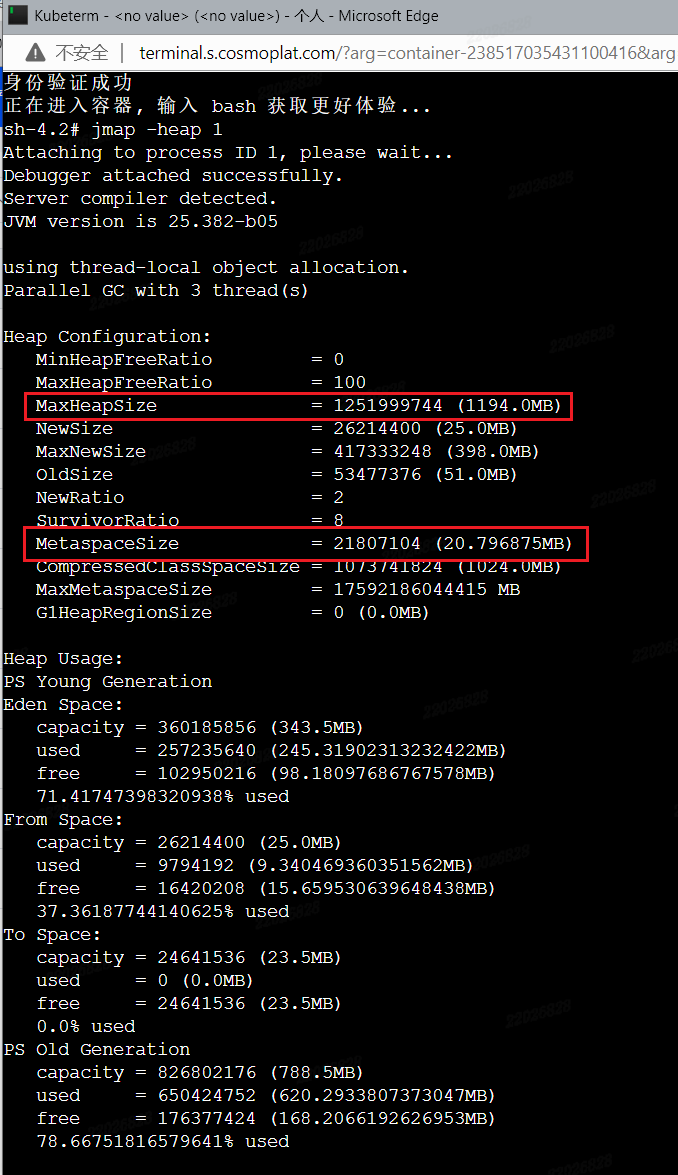 Kubeterm - <no value> (<no value>) - 个人 - Microsoft Edge
不安全 | terminal.s.cosmoplat.com/?arg=container-238517035431100416&arg
身份验证成功
正在进入容器, 输入 bash 获取更好体验...
sh-4.2# jmap -heap 1
Attaching to process ID 1, please wait...
Debugger attached successfully.
Server compiler detected.
JVM version is 25.382-b05
using thread-local object allocation.
Parallel GC with 3 thread(s)
Heap Configuration:
MinHeapFreeRatio = 0
MaxHeapFreeRatio = 100
MaxHeapSize = 1251999744 (1194.0MB)
NewSize = 26214400 (25.0MB)
MaxNewSize = 417333248 (398.0MB)
OldSize = 53477376 (51.0MB)
NewRatio = 2
SurvivorRatio = 8
MetaspaceSize = 21807104 (20.796875MB)
CompressedClassSpaceSize = 1073741824 (1024.0MB)
MaxMetaspaceSize = 17592186044415 MB
G1HeapRegionSize = 0 (0.0MB)
Heap Usage:
PS Young Generation
Eden Space:
capacity = 360185856 (343.5MB)
used = 257235640 (245.31902313232422MB)
free = 102950216 (98.18097686767578MB)
71.41747398320938% used
From Space:
capacity = 26214400 (25.0MB)
used = 9794192 (9.340469360351562MB)
free = 16420208 (15.659530639648438MB)
37.36187744140625% used
To Space:
capacity = 24641536 (23.5MB)
used = 0 (0.0MB)
free = 24641536 (23.5MB)
0.0% used
PS Old Generation
capacity = 826802176 (788.5MB)
used = 650424752 (620.2933807373047MB)
free = 176377424 (168.2066192626953MB)
78.66751816579641% used